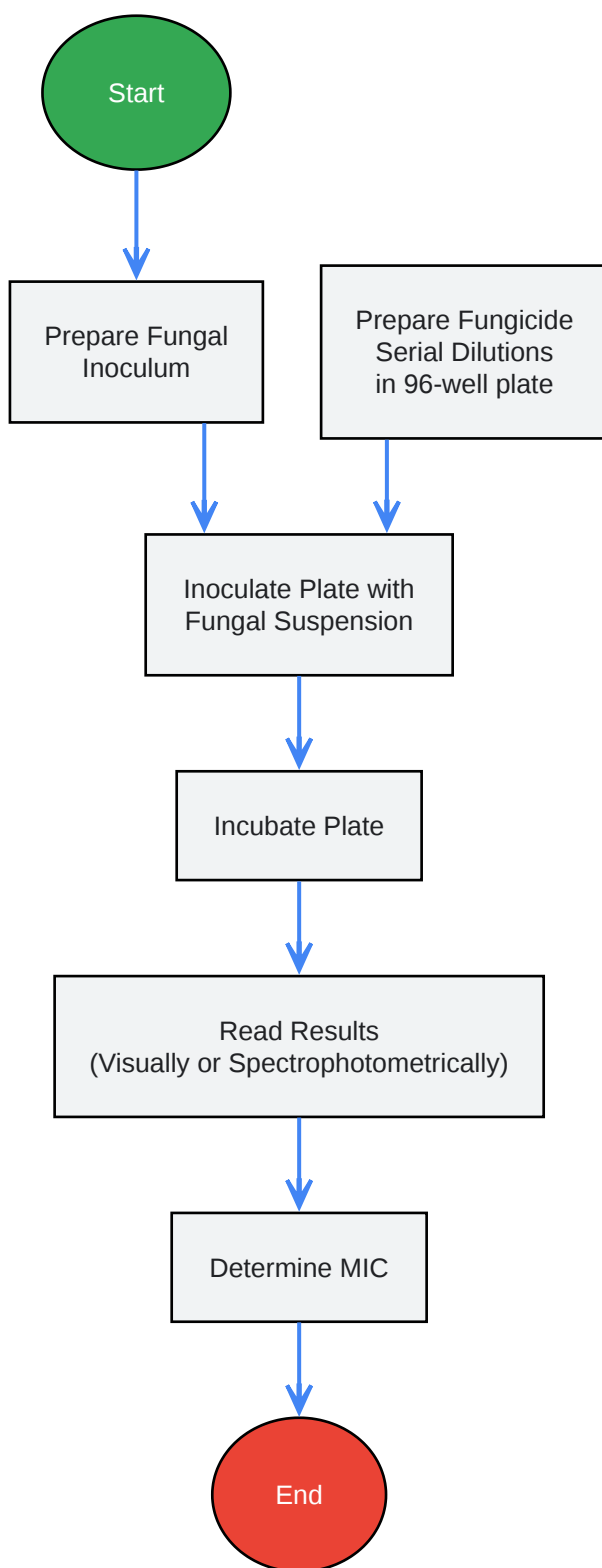 Start
Prepare Fungal
Inoculum
Prepare Fungicide
Serial Dilutions
in 96-well plate
Inoculate Plate with
Fungal Suspension
Incubate Plate
Read Results
(Visually or Spectrophotometrically)
Determine MIC
End